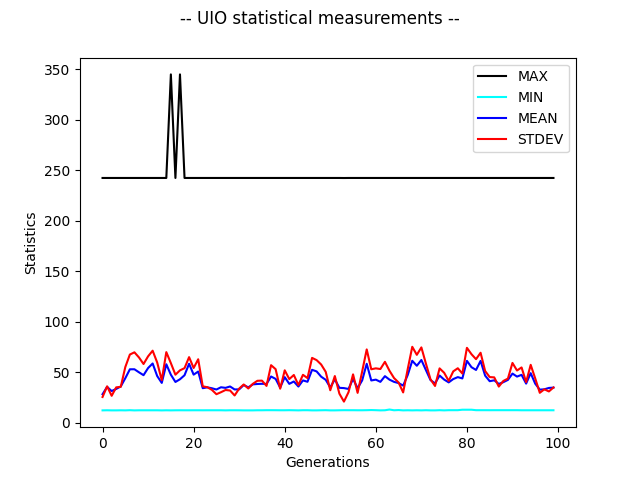 -- UIO statistical measurements --
350
300
250
200
150
100
50
0
Statistics
MAX
MIN
MEAN
STDEV
0 20 40 60 80 100
Generations